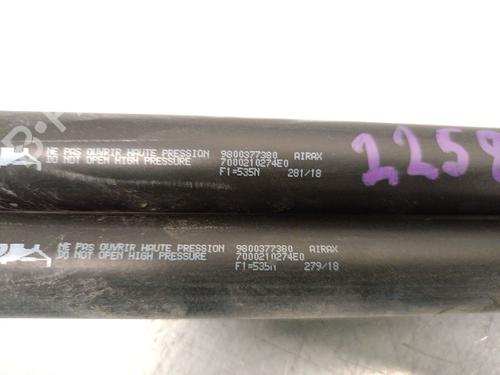 NE PAS OUVRIR HAUTE PRESSION 9800377380 AIRAX
DO NOT OPEN HIGH PRESSURE 7000210274E0
F1=535N 281/18
NE PAS OUVRIR HAUTE PRESSION 9800377380 AIRAX
DO NOT OPEN HIGH PRESSURE 7000210274E0
F1=535N 279/18